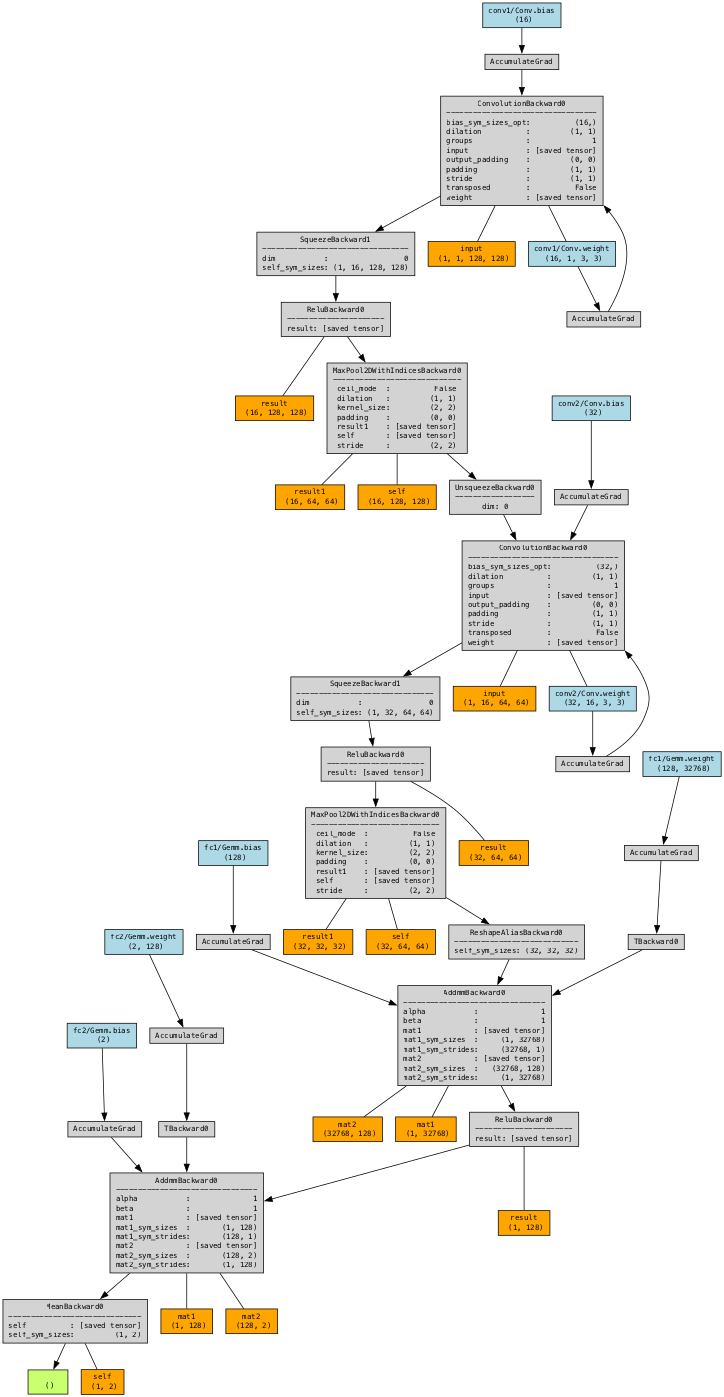 conv1/Conv.bias
(16)
AccumulateGrad
ConvolutionBackward0
bias_sym_sizes_opt: (16,)
dilation : (1, 1)
groups : 1
input : [saved tensor]
output_padding : (0, 0)
padding : (1, 1)
stride : (1, 1)
transposed : False
weight : [saved tensor]
SqueezeBackward1
dim : 0
self_sym_sizes: (1, 16, 128, 128)
input
(1, 1, 128, 128)
conv1/Conv.weight
(16, 1, 3, 3)
AccumulateGrad
ReluBackward0
result: [saved tensor]
result
(16, 128, 128)
MaxPool2DWithIndicesBackward0
ceil_mode : False
dilation : (1, 1)
kernel_size: (2, 2)
padding : (0, 0)
result1 : [saved tensor]
self : [saved tensor]
stride : (2, 2)
conv2/Conv.bias
(32)
result1
(16, 64, 64)
self
(16, 128, 128)
UnsqueezeBackward0
dim: 0
AccumulateGrad
ConvolutionBackward0
bias_sym_sizes_opt: (32,)
dilation : (1, 1)
groups : 1
input : [saved tensor]
output_padding : (0, 0)
padding : (1, 1)
stride : (1, 1)
transposed : False
weight : [saved tensor]
SqueezeBackward1
dim : 0
self_sym_sizes: (1, 32, 64, 64)
input
(1, 16, 64, 64)
conv2/Conv.weight
(32, 16, 3, 3)
AccumulateGrad
ReluBackward0
result: [saved tensor]
fc1/Gemm.weight
(128, 32768)
MaxPool2DWithIndicesBackward0
ceil_mode : False
dilation : (1, 1)
kernel_size: (2, 2)
padding : (0, 0)
result1 : [saved tensor]
self : [saved tensor]
stride : (2, 2)
result
(32, 64, 64)
fc1/Gemm.bias
(128)
AccumulateGrad
fc2/Gemm.weight
(2, 128)
AccumulateGrad
result1
(32, 32, 32)
self
(32, 64, 64)
ReshapeAliasBackward0
self_sym_sizes: (32, 32, 32)
TBackward0
AddmmBackward0
alpha : 1
beta : 1
mat1 : [saved tensor]
mat1_sym_sizes : (1, 32768)
mat1_sym_strides: (32768, 1)
mat2 : [saved tensor]
mat2_sym_sizes : (32768, 128)
mat2_sym_strides: (1, 32768)
fc2/Gemm.bias
(2)
AccumulateGrad
AccumulateGrad
TBackward0
mat2
(32768, 128)
mat1
(1, 32768)
ReluBackward0
result: [saved tensor]
AddmmBackward0
alpha : 1
beta : 1
mat1 : [saved tensor]
mat1_sym_sizes : (1, 128)
mat1_sym_strides: (128, 1)
mat2 : [saved tensor]
mat2_sym_sizes : (128, 2)
mat2_sym_strides: (1, 128)
result
(1, 128)
MeanBackward0
self : [saved tensor]
self_sym_sizes: (1, 2)
mat1
(1, 128)
mat2
(128, 2)
()
self
(1, 2)